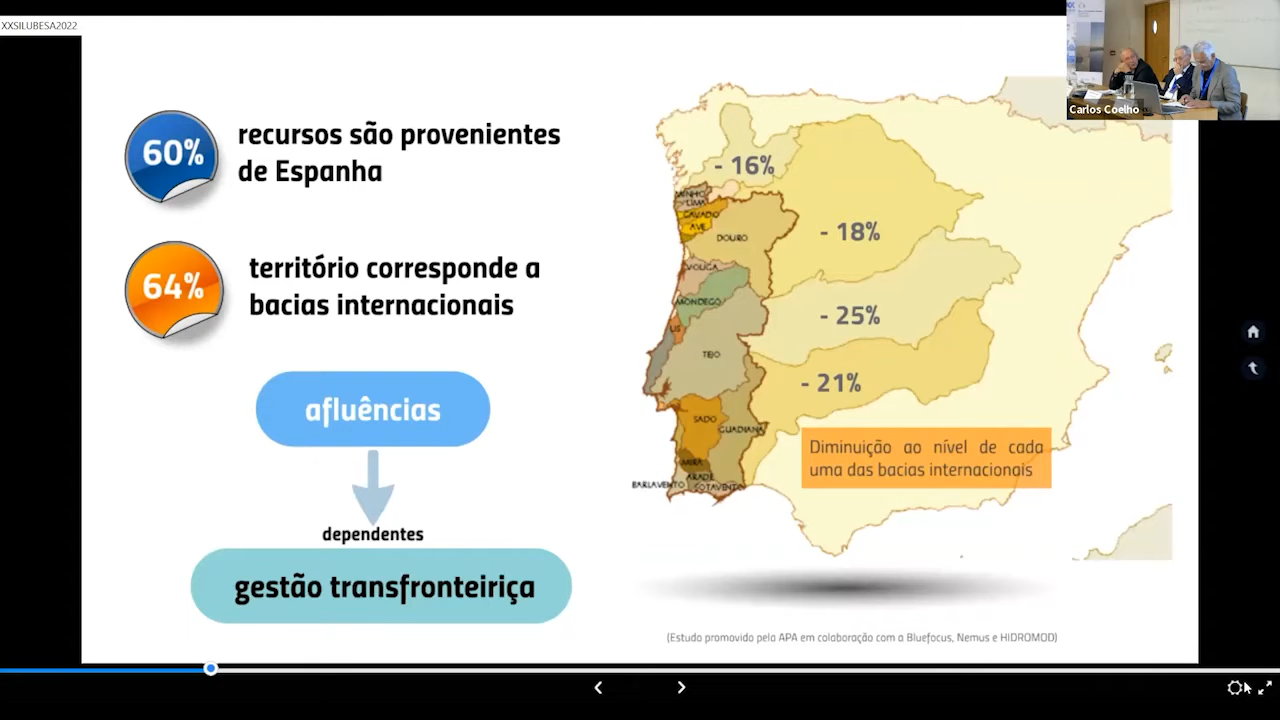 XXSILUBESA2022
Carlos Coelho
60%
recursos são provenientes
de Espanha
64%
território corresponde a
bacias internacionais
afluências
dependentes
gestão transfronteiriça
- 16%
- 18%
- 25%
- 21%
MINHO
LIMA
CAVADO
AVE
DOURO
VOUGA
MONDEGO
LIS
TEJO
SADO
GUADIANA
MIRA
ARADE
BARLAVENTO
SOTAVENTO
Diminuição ao nível de cada
uma das bacias internacionais
(Estudo promovido pela APA em colaboração com a Bluefocus, Nemus e HIDROMOD)